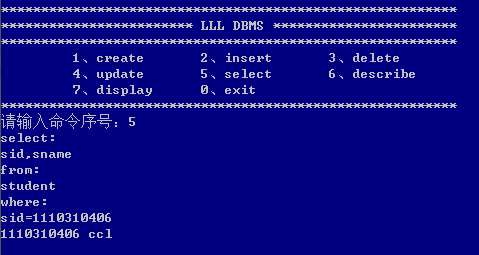 *********************************************************
************************ LLL DBMS ************************
*********************************************************
1、create 2、insert 3、delete
4、update 5、select 6、describe
7、display 0、exit
*********************************************************
请输入命令序号：5
select:
sid,sname
from:
student
where:
sid=1110310406
1110310406 ccl